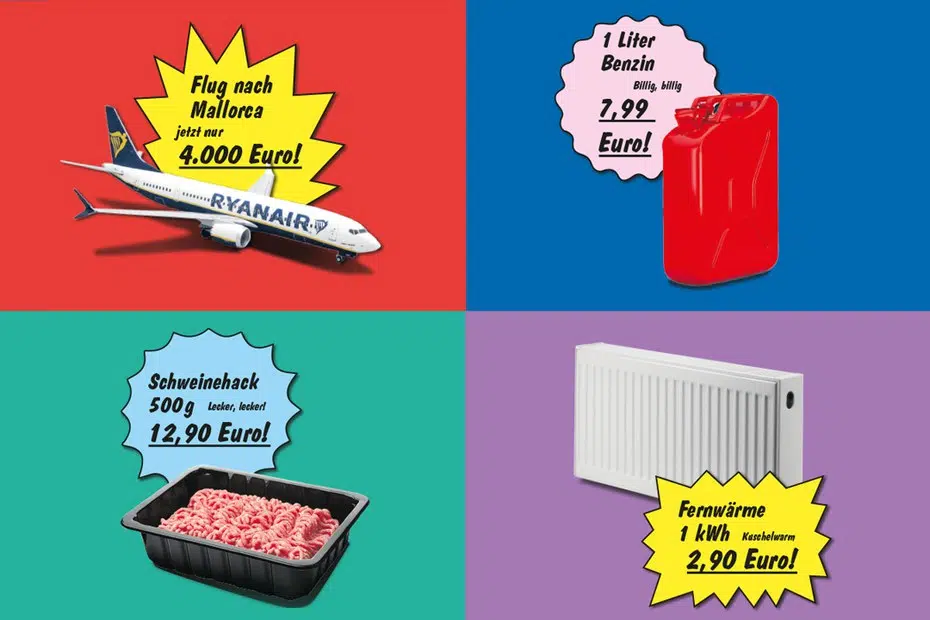 Flug nach
Mallorca
jetzt nur
4.000 Euro!
RYANAIR
1 Liter
Benzin
Billig, billig
7,99
Euro!
Schweinehack
500g Lecker, lecker!
12,90 Euro!
Fernwärme
1 kWh Kuschelwarm
2,90 Euro!